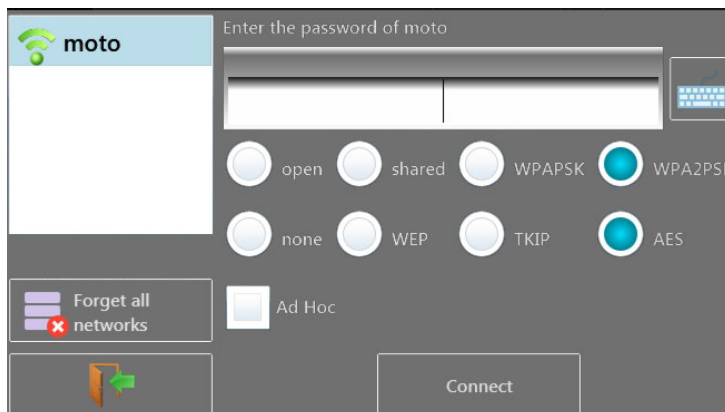 moto
Enter the password of moto
open
shared
WPAPSK
WPA2PS
none
WEP
TKIP
AES
Forget all
networks
Ad Hoc
Connect